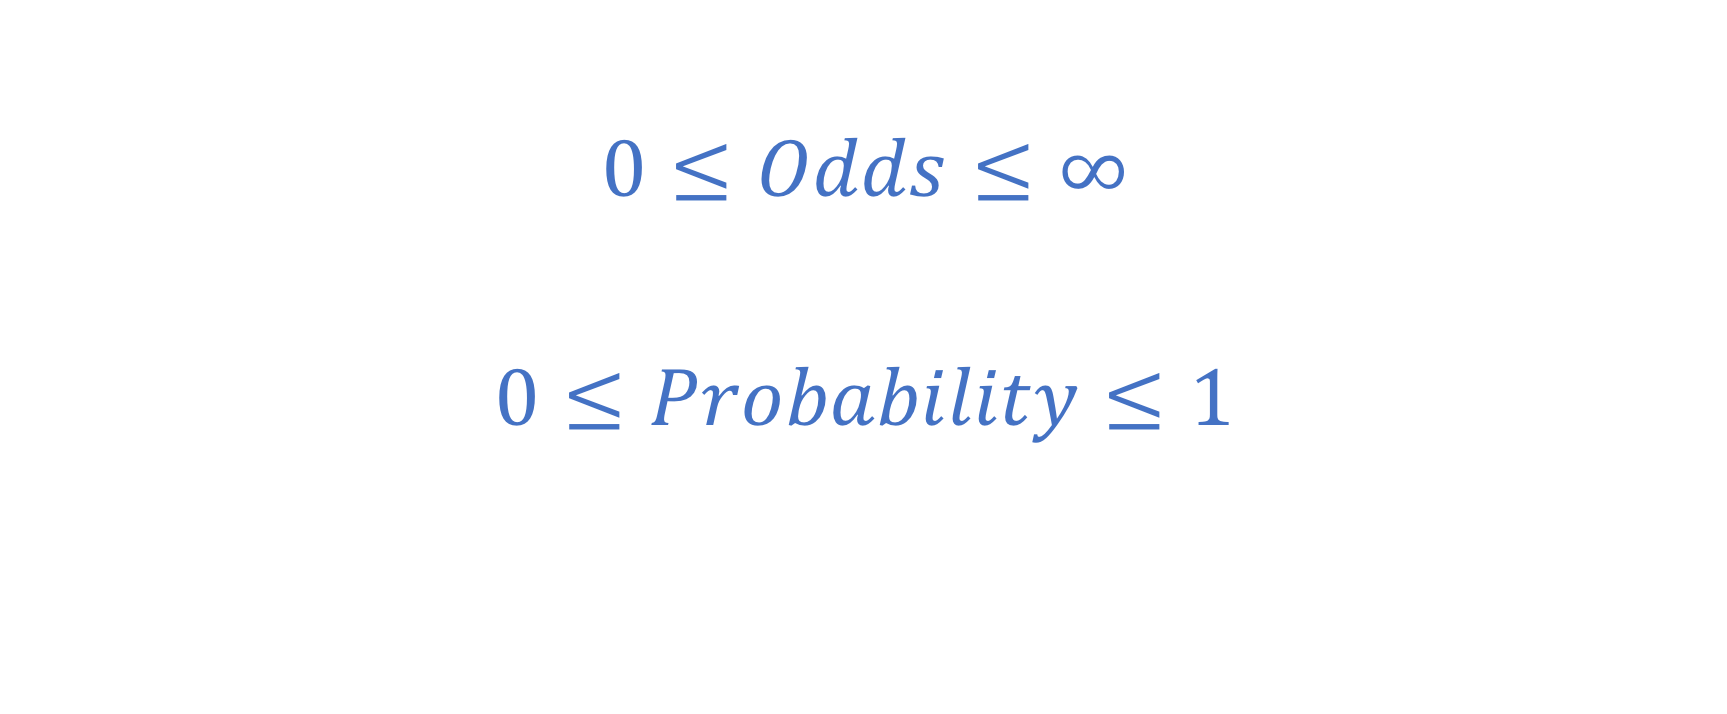 0 ≤ Odds ≤ ∞
0 ≤ Probability ≤ 1